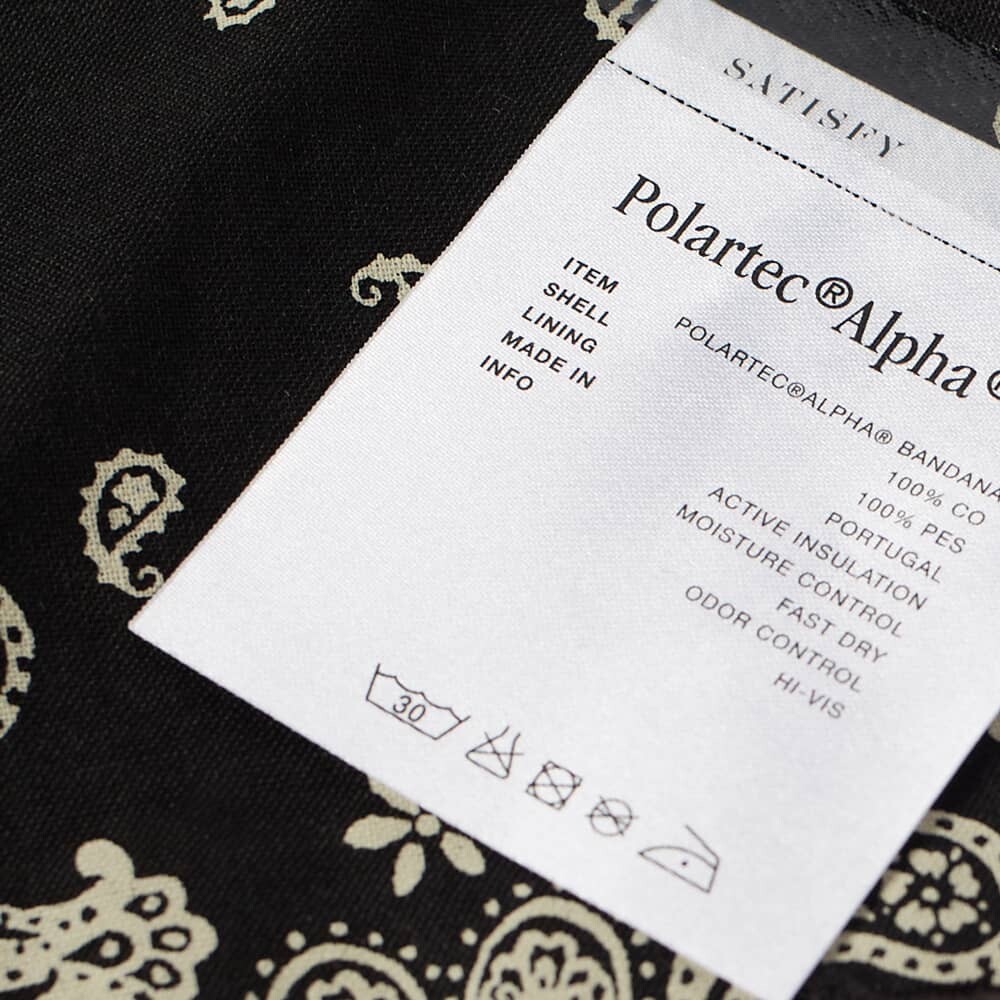 SATISFY
Polartec®Alpha®
ITEM POLARTEC®ALPHA® BANDANA
SHELL 100% CO
LINING 100% PES
MADE IN PORTUGAL
INFO ACTIVE INSULATION
MOISTURE CONTROL
FAST DRY
ODOR CONTROL
HI-VIS
30